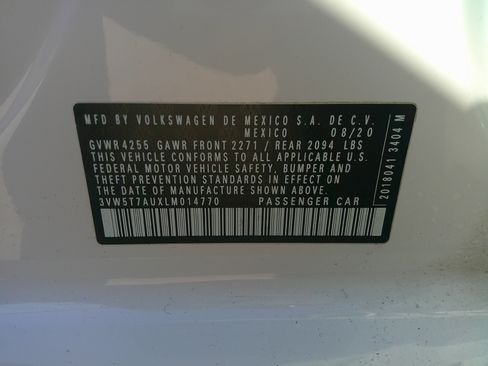 MFD BY VOLKSWAGEN DE MEXICO S.A. DE C.V.
MEXICO 08/20
GVWR 4255 GAWR FRONT 2271 / REAR 2094 LBS
THIS VEHICLE CONFORMS TO ALL APPLICABLE U.S.
FEDERAL MOTOR VEHICLE SAFETY, BUMPER AND
THEFT PREVENTION STANDARDS IN EFFECT ON THE
DATE OF MANUFACTURE SHOWN ABOVE.
3VW5T7AUXLM014770 PASSENGER CAR
2018041 3404 M